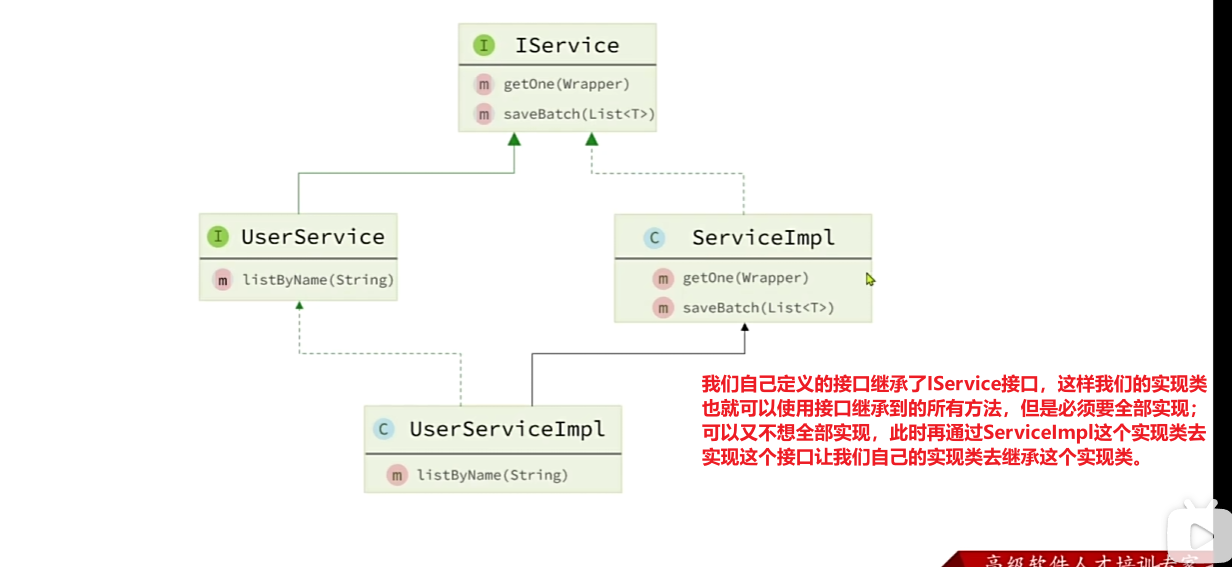 I IService
m getOne(Wrapper)
m saveBatch(List<T>)
I UserService
m listByName(String)
C ServiceImpl
m getOne(Wrapper)
m saveBatch(List<T>)
我们自己定义的接口继承了IService接口，这样我们的实现类
也就可以使用接口继承到的所有方法，但是必须要全部实现；
可以又不想全部实现，此时再通过ServiceImpl这个实现类去
实现这个接口让我们自己的实现类去继承这个实现类。
C UserServiceImpl
m listByName(String)
高级软件人才培训专家